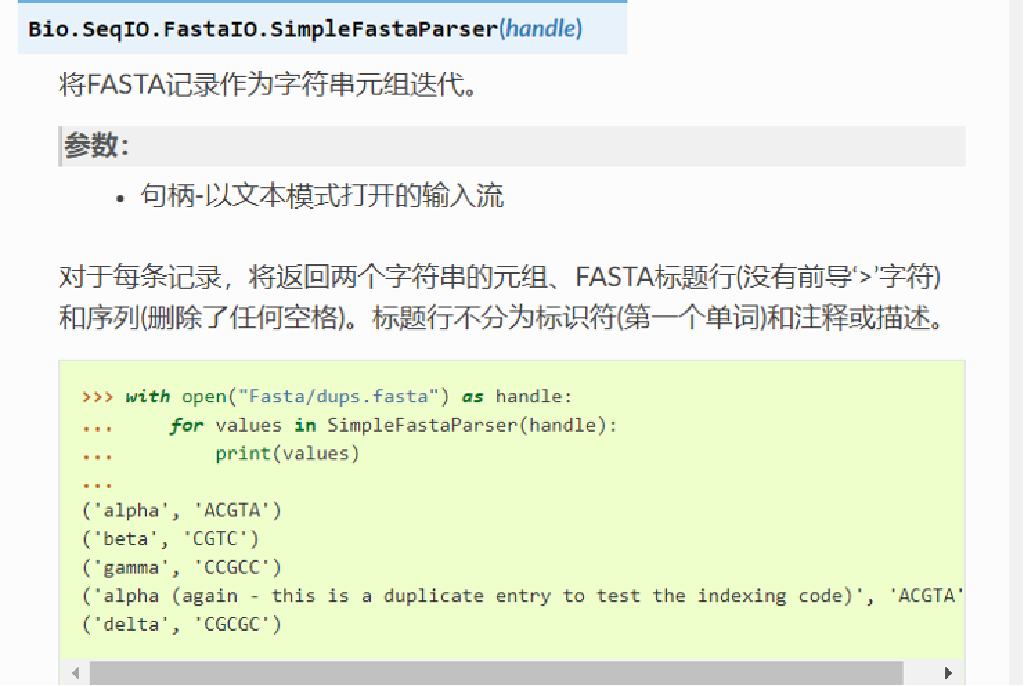 Bio.SeqIO.FastaIO.SimpleFastaParser(handle)
将FASTA记录作为字符串元组迭代。
参数：
• 句柄-以文本模式打开的输入流
对于每条记录，将返回两个字符串的元组、FASTA标题行(没有前导‘>’字符)
和序列(删除了任何空格)。标题行不分为标识符(第一个单词)和注释或描述。
>>> with open("Fasta/dups.fasta") as handle:
...     for values in SimpleFastaParser(handle):
...         print(values)
...
('alpha', 'ACGTA')
('beta', 'CGTC')
('gamma', 'CCGCC')
('alpha (again - this is a duplicate entry to test the indexing code)', 'ACGTA'
('delta', 'CGCGC')